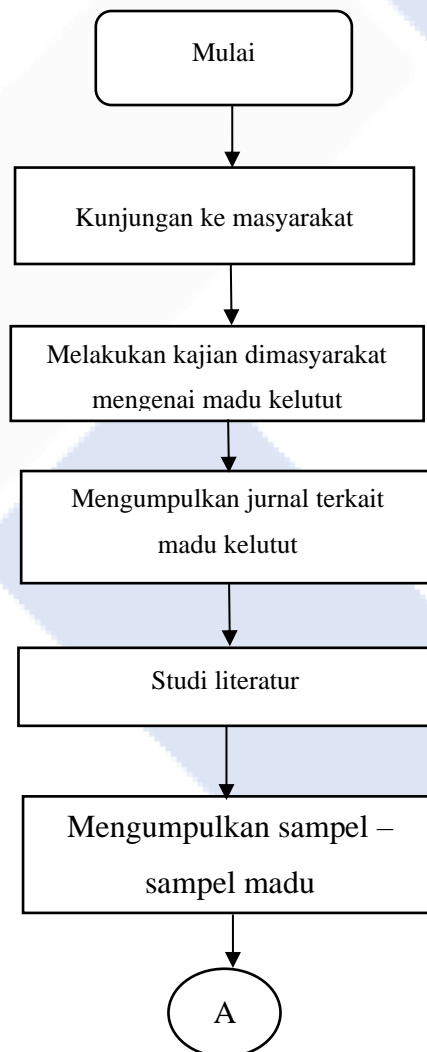 Mulai
Kunjungan ke masyarakat
Melakukan kajian dimasyarakat
mengenai madu kelutut
Mengumpulkan jurnal terkait
madu kelutut
Studi literatur
Mengumpulkan sampel –
sampel madu
A